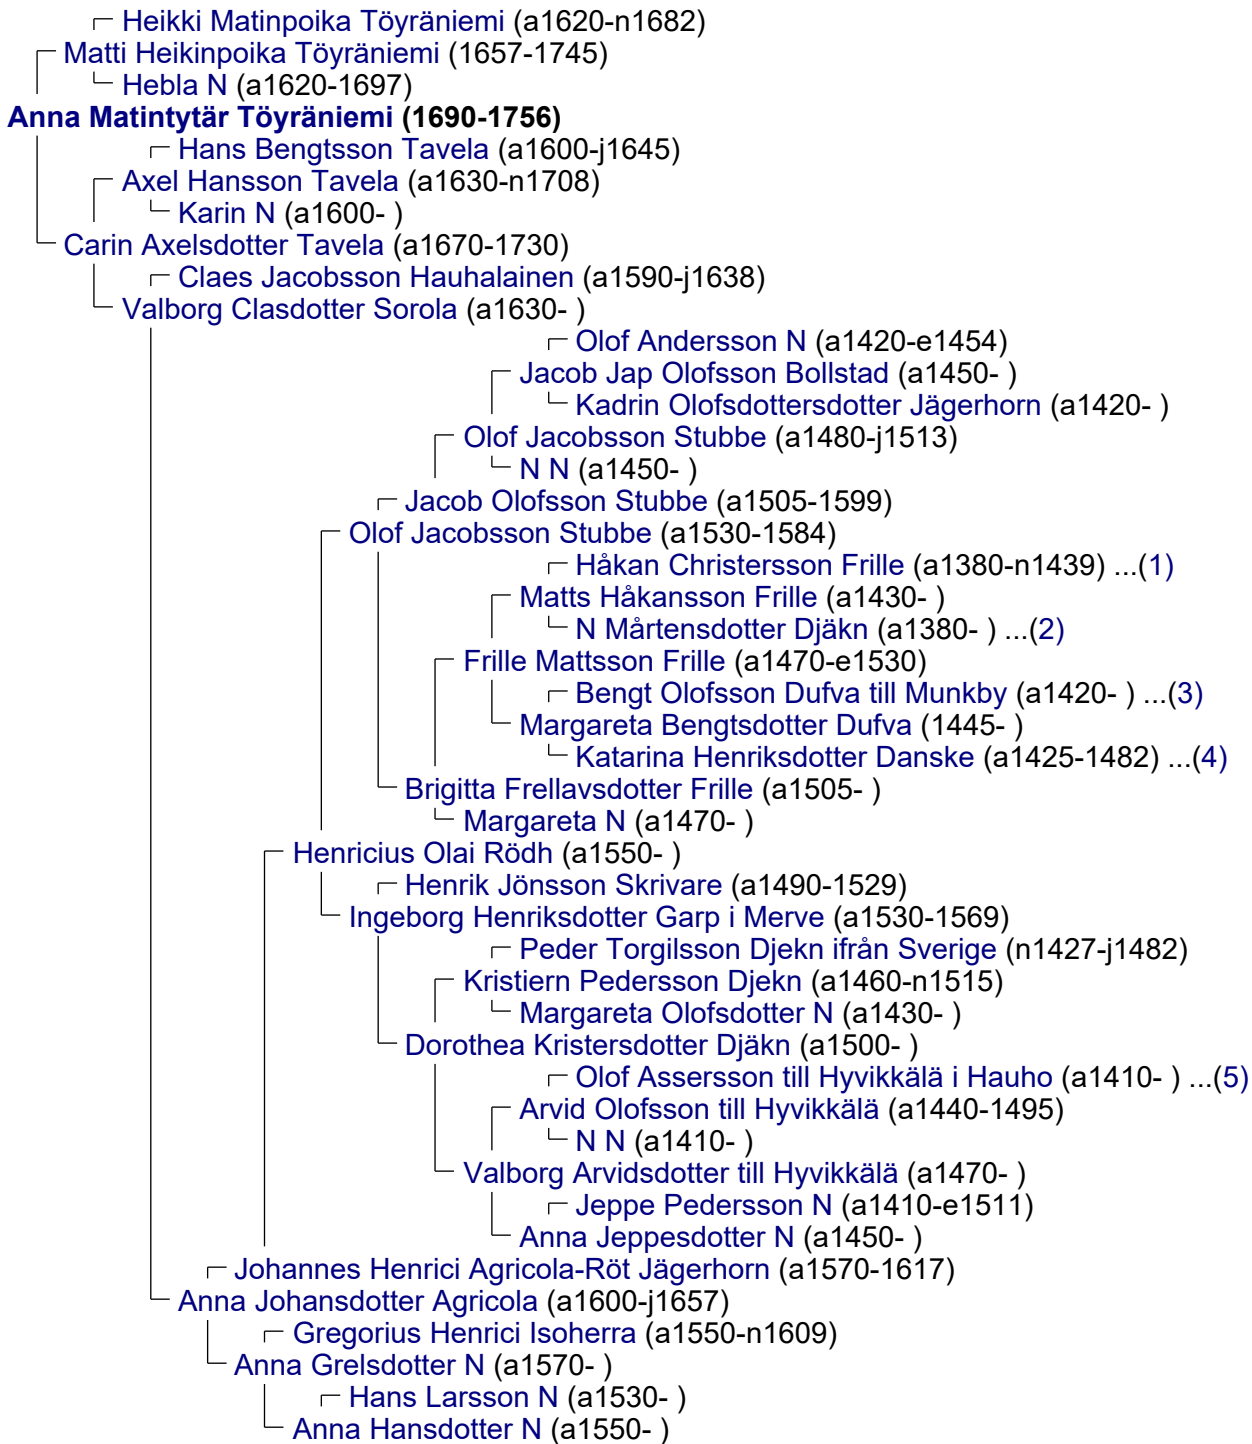 Heikki Matinpoika Töyräniemi (a1620-n1682)
Matti Heikinpoika Töyräniemi (1657-1745)
Hebla N (a1620-1697)
Anna Matintytär Töyräniemi (1690-1756)
Hans Bengtsson Tavela (a1600-j1645)
Axel Hansson Tavela (a1630-n1708)
Karin N (a1600- )
Carin Axelsdotter Tavela (a1670-1730)
Claes Jacobsson Hauhalainen (a1590-j1638)
Valborg Clasdotter Sorola (a1630- )
Olof Andersson N (a1420-e1454)
Jacob Jap Olofsson Bollstad (a1450- )
Kadrin Olofsdottersdotter Jägerhorn (a1420- )
Olof Jacobsson Stubbe (a1480-j1513)
N N (a1450- )
Jacob Olofsson Stubbe (a1505-1599)
Olof Jacobsson Stubbe (a1530-1584)
Håkan Christersson Frille (a1380-n1439) ...(1)
Matts Håkansson Frille (a1430- )
N Mårtensdotter Djäkn (a1380- ) ...(2)
Frille Mattsson Frille (a1470-e1530)
Bengt Olofsson Dufva till Munkby (a1420- ) ...(3)
Margareta Bengtsdotter Dufva (1445- )
Katarina Henriksdotter Danske (a1425-1482) ...(4)
Brigitta Frellavsdotter Frille (a1505- )
Margareta N (a1470- )
Henricius Olai Rödh (a1550- )
Henrik Jönsson Skrivare (a1490-1529)
Ingeborg Henriksdotter Garp i Merve (a1530-1569)
Peder Torgilsson Djekn ifrån Sverige (n1427-j1482)
Kristiern Pedersson Djekn (a1460-n1515)
Margareta Olofsdotter N (a1430- )
Dorothea Kristersdotter Djäkn (a1500- )
Olof Assersson till Hyvikkälä i Hauho (a1410- ) ...(5)
Arvid Olofsson till Hyvikkälä (a1440-1495)
N N (a1410- )
Valborg Arvidsdotter till Hyvikkälä (a1470- )
Jeppe Pedersson N (a1410-e1511)
Anna Jeppesdotter N (a1450- )
Johannes Henrici Agricola-Röt Jägerhorn (a1570-1617)
Anna Johansdotter Agricola (a1600-j1657)
Gregorius Henrici Isoherra (a1550-n1609)
Anna Grelsdotter N (a1570- )
Hans Larsson N (a1530- )
Anna Hansdotter N (a1550- )